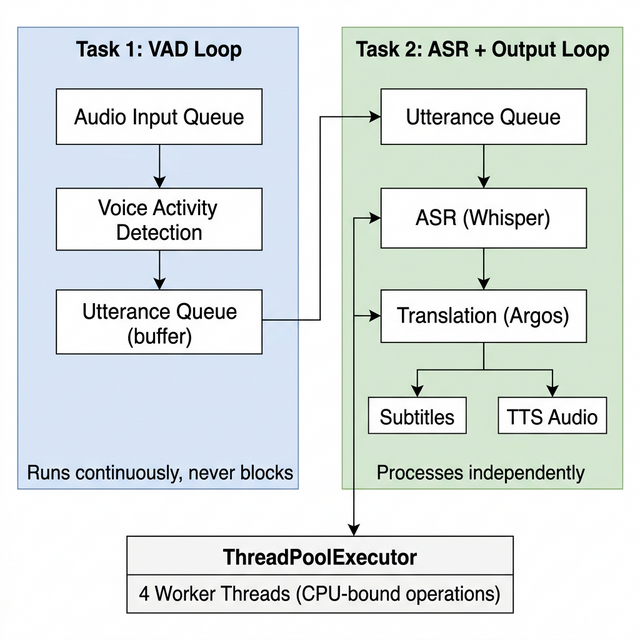 Task 1: VAD Loop
Audio Input Queue
Voice Activity
Detection
Utterance Queue
(buffer)
Runs continuously, never blocks
Task 2: ASR + Output Loop
Utterance Queue
ASR (Whisper)
Translation (Argos)
Subtitles
TTS Audio
Processes independently
ThreadPoolExecutor
4 Worker Threads (CPU-bound operations)